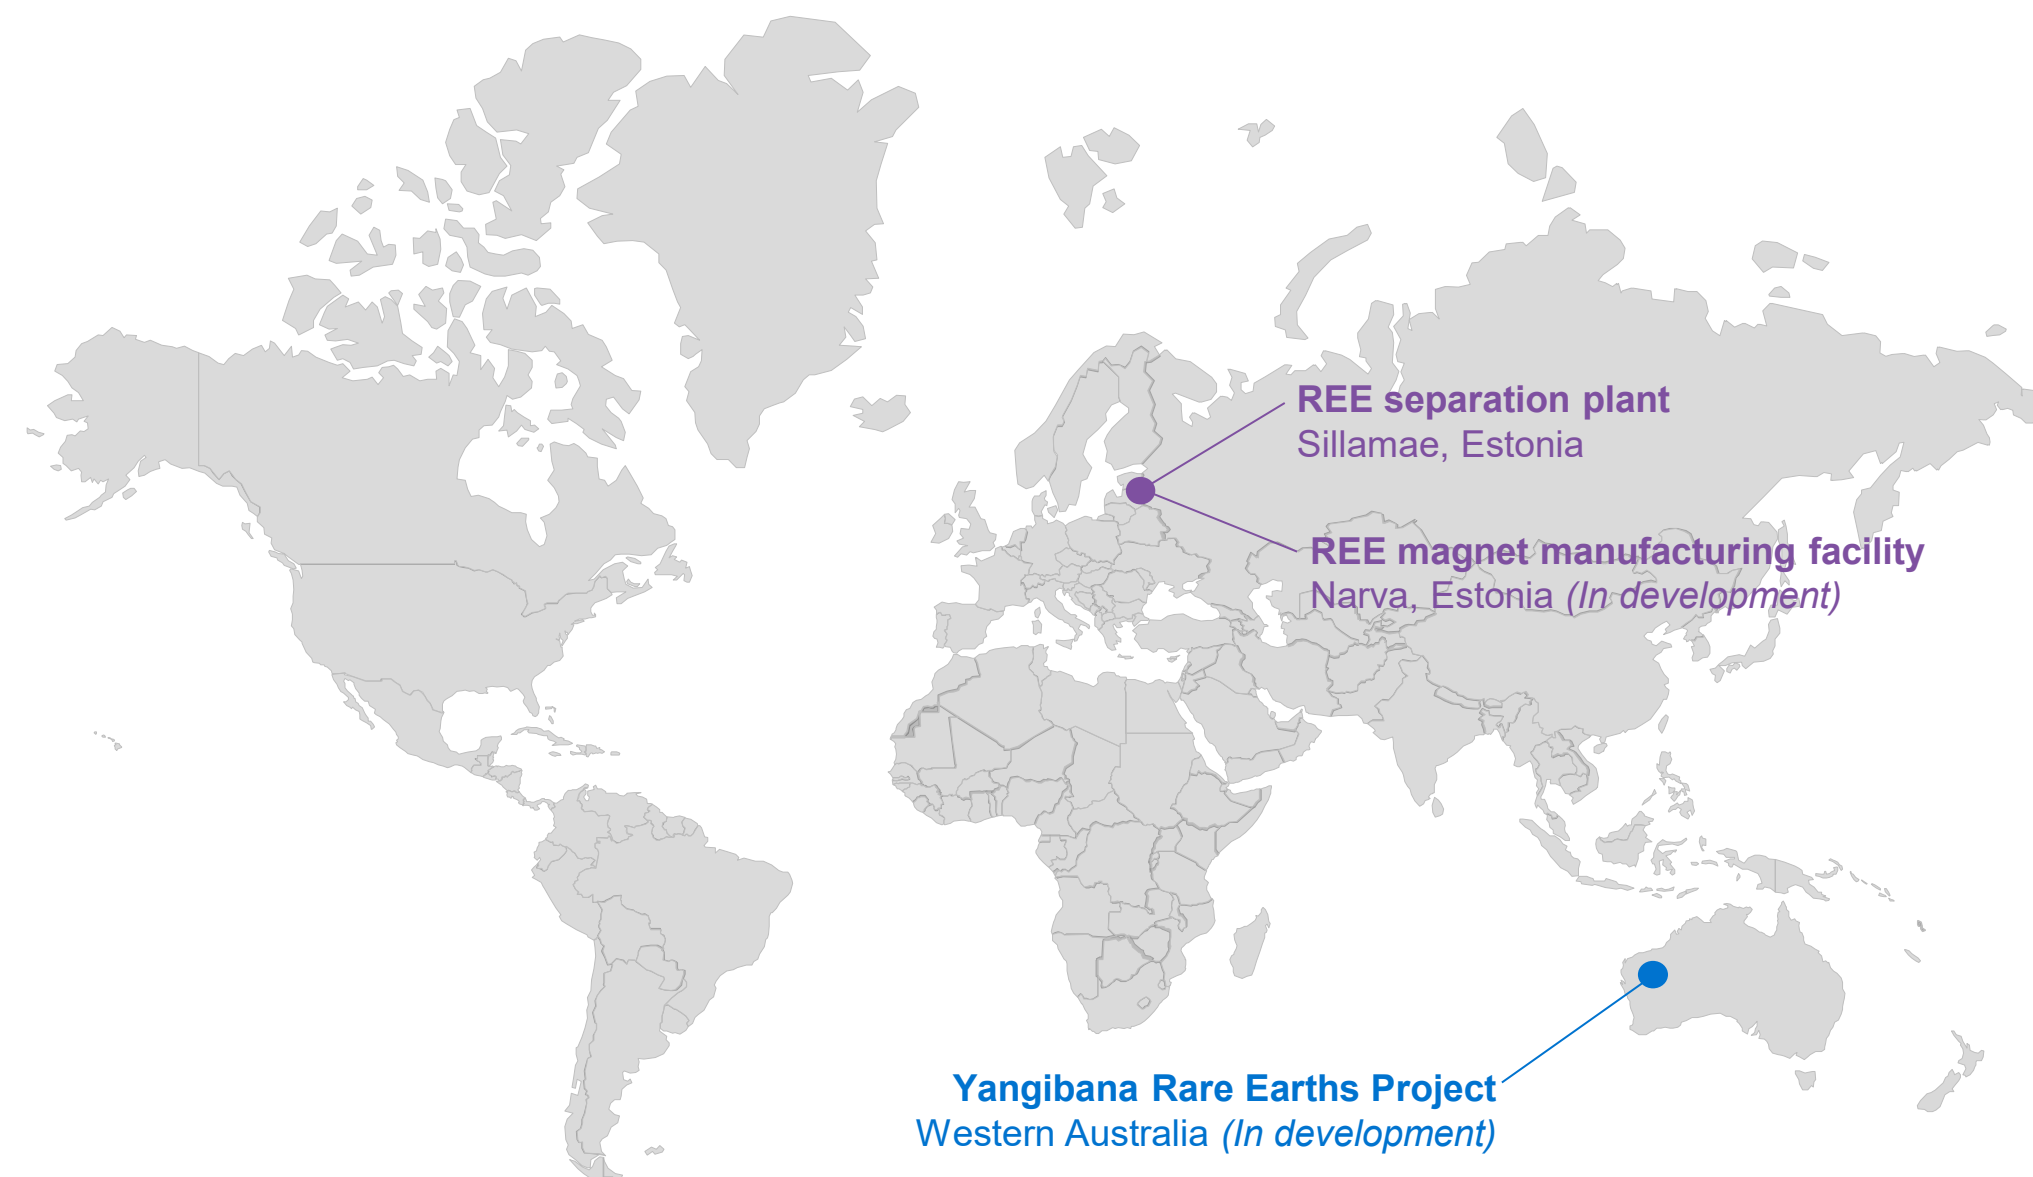 REE separation plant
Sillamae, Estonia
REE magnet manufacturing facility
Narva, Estonia (In development)
Yangibana Rare Earths Project
Western Australia (In development)